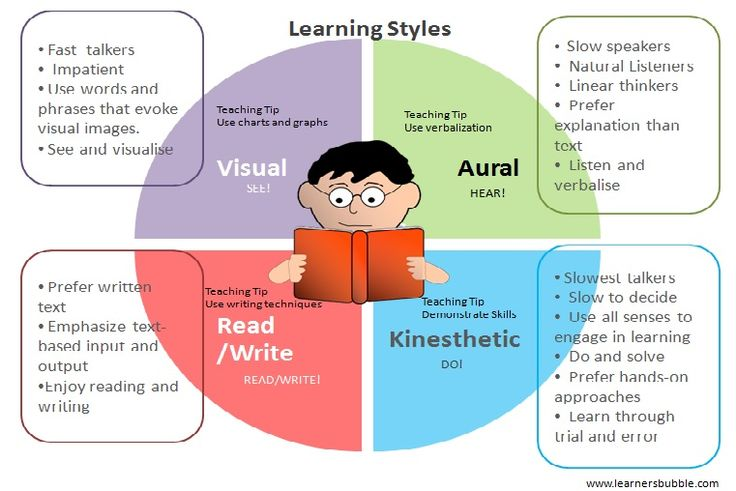 Learning Styles
• Fast talkers
• Impatient
• Use words and
phrases that evoke
visual images.
• See and visualise
Teaching Tip
Use charts and graphs
Visual
SEE!
Teaching Tip
Use verbalization
Aural
HEAR!
• Slow speakers
• Natural Listeners
• Linear thinkers
• Prefer
explanation than
text
• Listen and
verbalise
• Prefer written
text
• Emphasize text-
based input and
output
•Enjoy reading and
writing
Teaching Tip
Use writing techniques
Read
/Write
READ/WRITE!
Teaching Tip
Demonstrate Skills
Kinesthetic
DO!
• Slowest talkers
• Slow to decide
• Use all senses to
engage in learning
• Do and solve
• Prefer hands-on
approaches
• Learn through
trial and error
www.learnersbubble.com